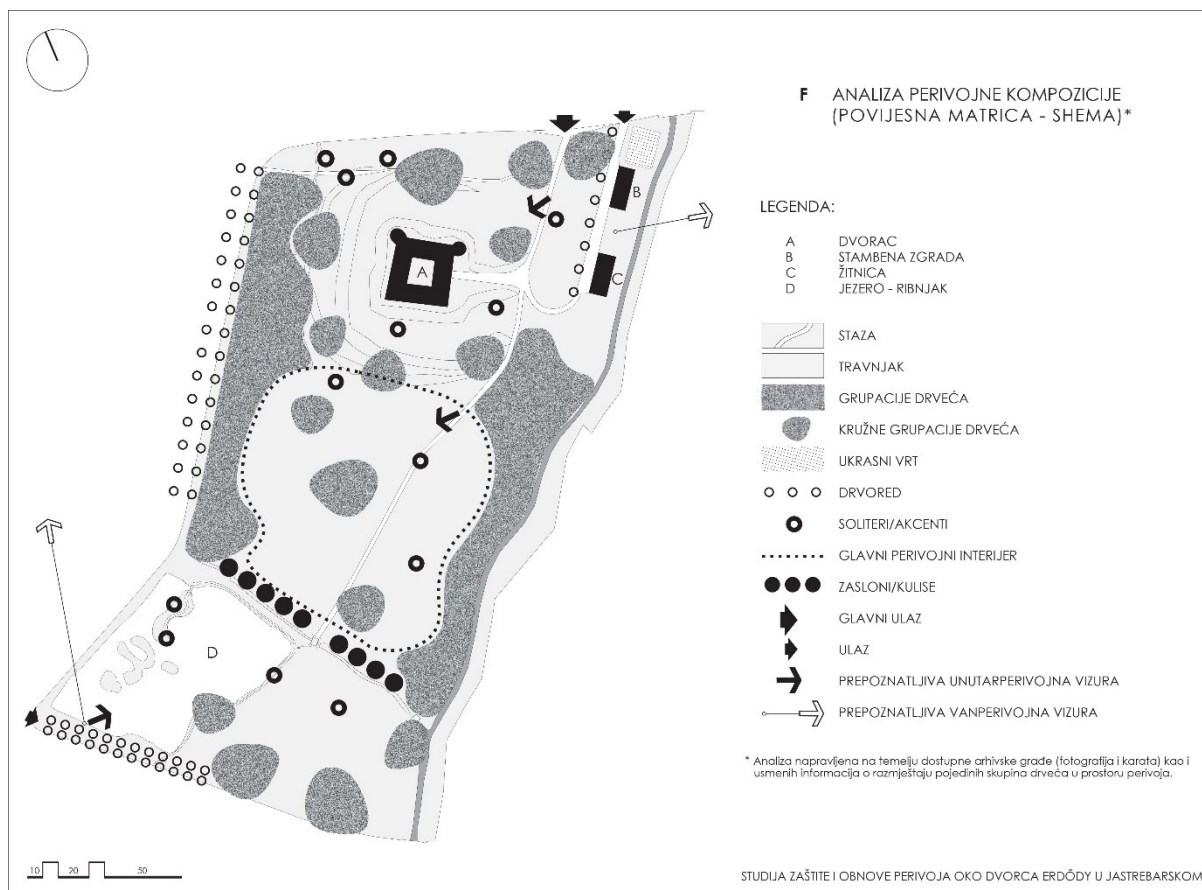 F ANALIZA PERIVOJNE KOMPOZICIJE
(POVIJESNA MATRICA - SHEMA)*
LEGENDA:
A DVORAC
B STAMBENA ZGRADA
C ŽITNICA
D JEZERO - RIBNJAK
STAZA
TRAVNJAK
GRUPACIJE DRVEĆA
KRUŽNE GRUPACIJE DRVEĆA
UKRASNI VRT
DRVORED
SOLITERI/AKCENTI
GLAVNI PERIVOJNI INTERIJER
ZASLONI/KULISE
GLAVNI ULAZ
ULAZ
PREPOZNATLJIVA UNUTARPERIVOJNA VIZURA
PREPOZNATLJIVA VANPERIVOJNA VIZURA
* Analiza napravljena na temelju dostupne arhivske građe (fotografija i karata) kao i
usmenih informacija o razmještaju pojedinih skupina drveća u prostoru perivoja.
B
A
C
D
10 20 50
STUDIJA ZAŠTITE I OBNOVE PERIVOJA OKO DVORCA ERDÖDY U JASTREBARSKOM